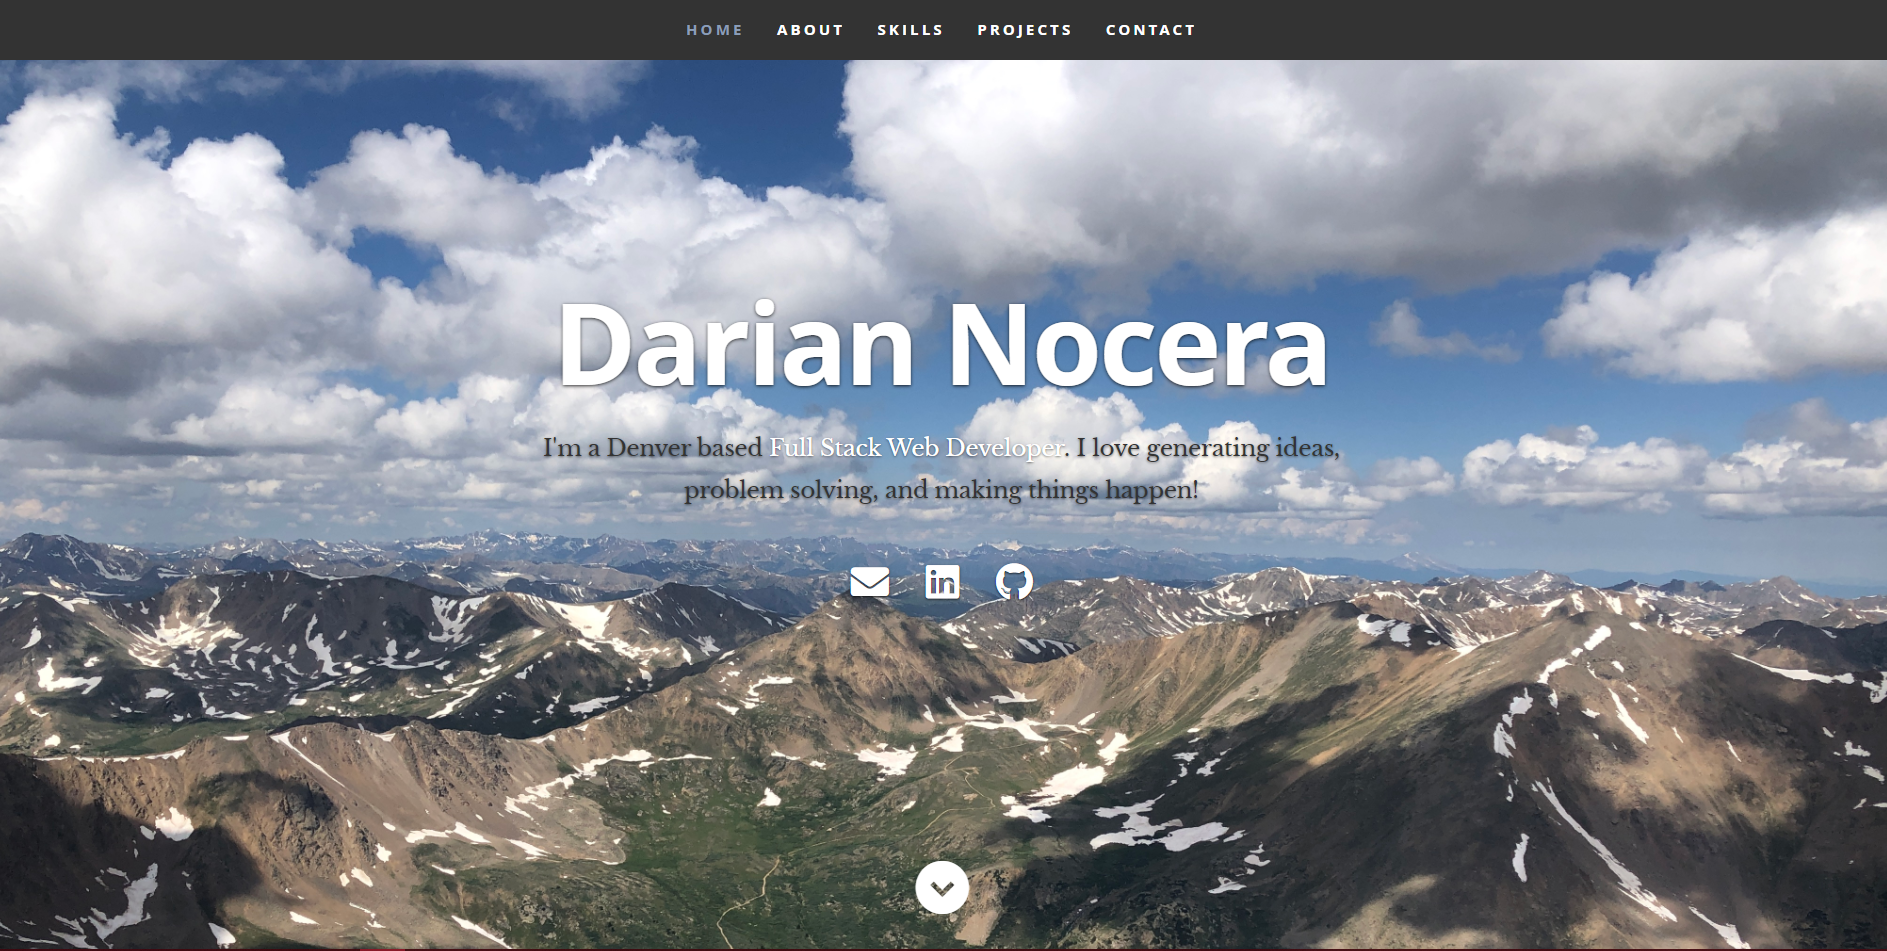 HOME ABOUT SKILLS PROJECTS CONTACT
Darian Nocera
I'm a Denver based Full Stack Web Developer. I love generating ideas,
problem solving, and making things happen!
in